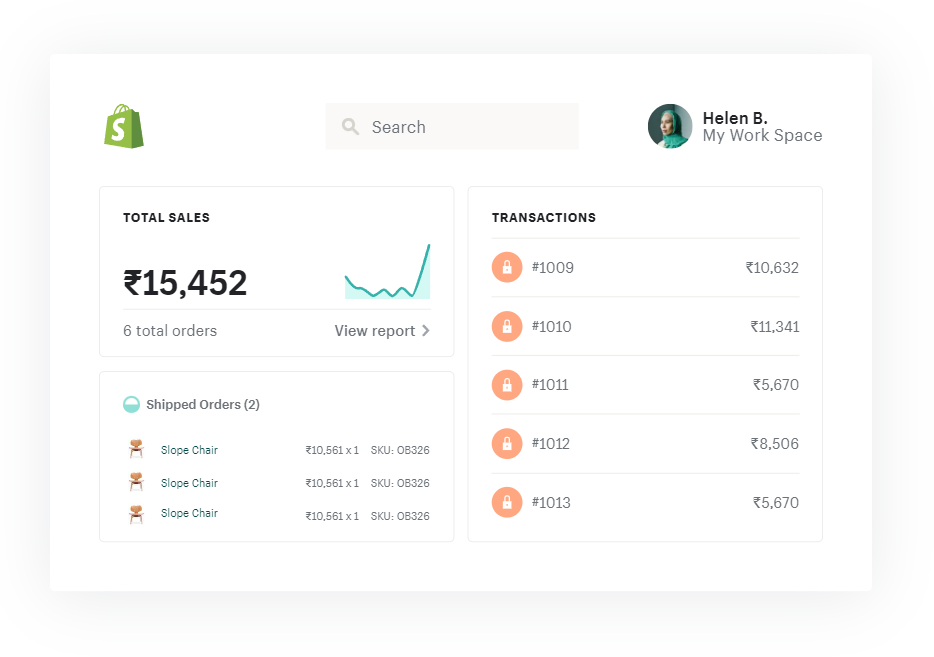 S
Search
Helen B.
My Work Space
TOTAL SALES
₹15,452
6 total orders
View report
Shipped Orders (2)
Slope Chair ₹10,561 x 1 SKU: OB326
Slope Chair ₹10,561 x 1 SKU: OB326
Slope Chair ₹10,561 x 1 SKU: OB326
TRANSACTIONS
#1009 ₹10,632
#1010 ₹11,341
#1011 ₹5,670
#1012 ₹8,506
#1013 ₹5,670